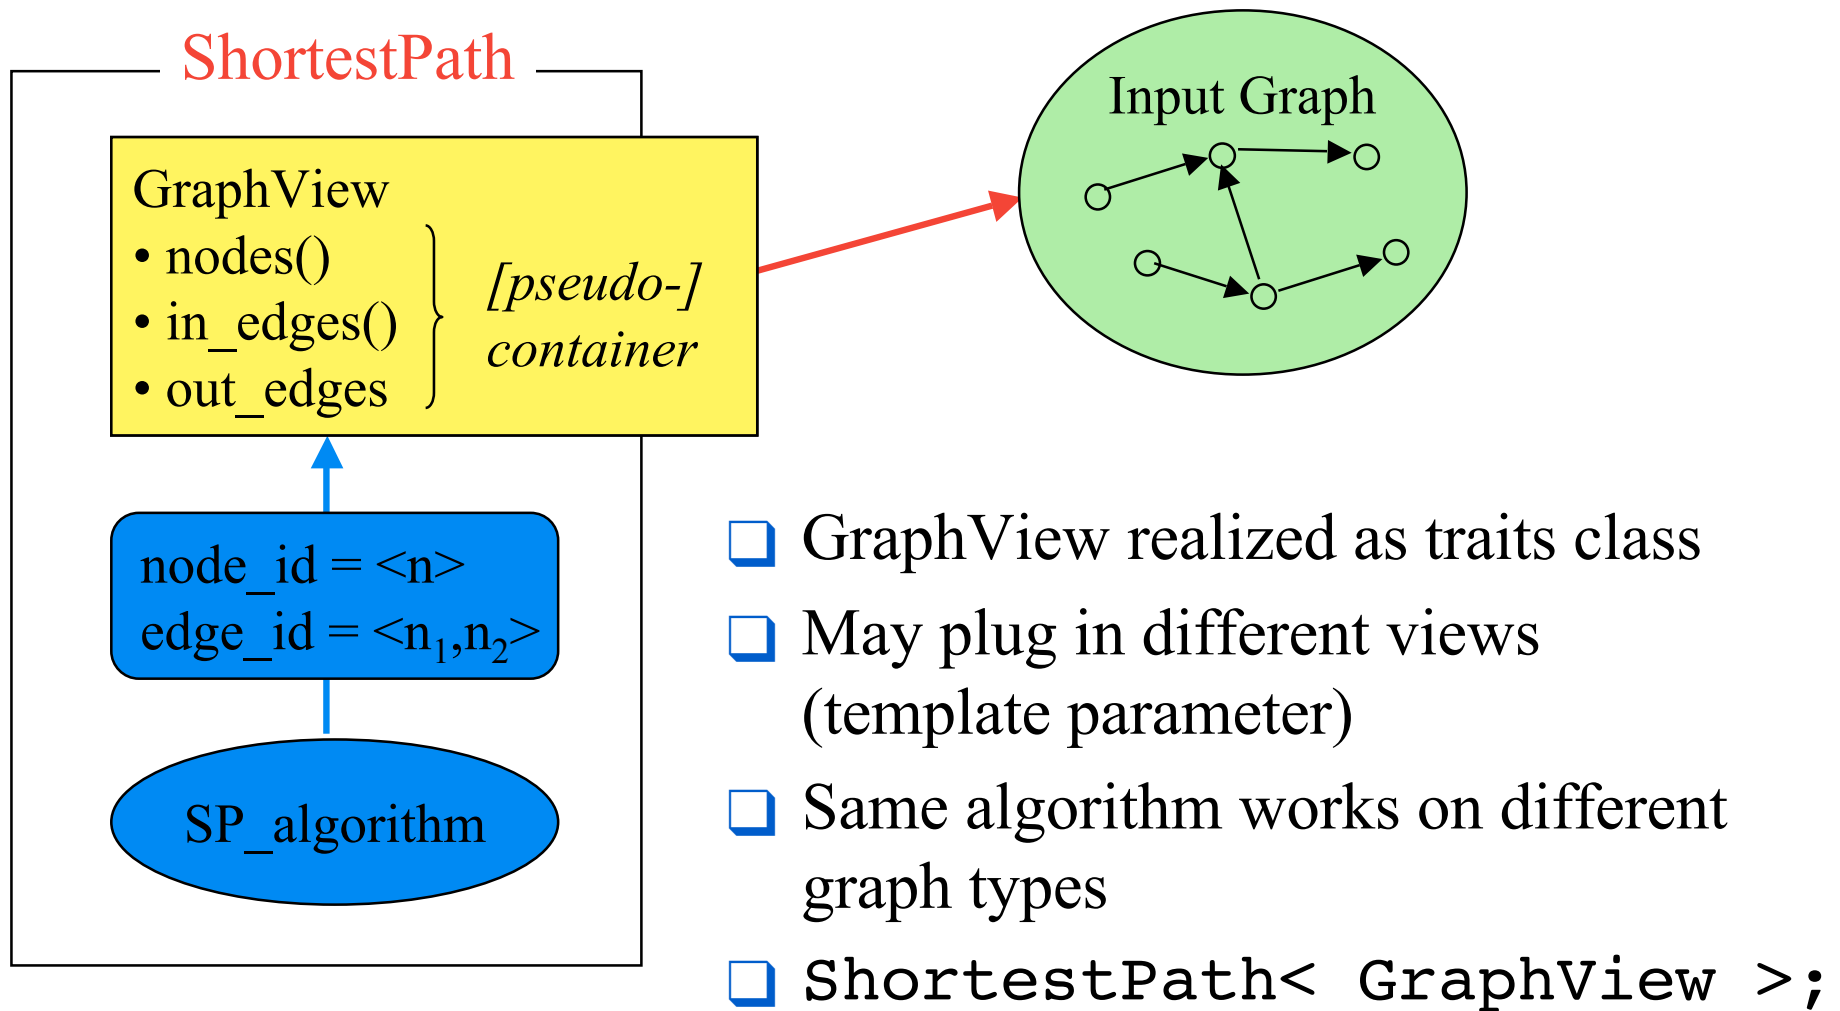 ShortestPath
GraphView
• nodes()
• in_edges()
• out_edges
[pseudo-]
container
Input Graph
node_id = <n>
edge_id = <n₁,n₂>
SP_algorithm
❏ GraphView realized as traits class
❏ May plug in different views
(template parameter)
❏ Same algorithm works on different
graph types
❏ ShortestPath< GraphView >;